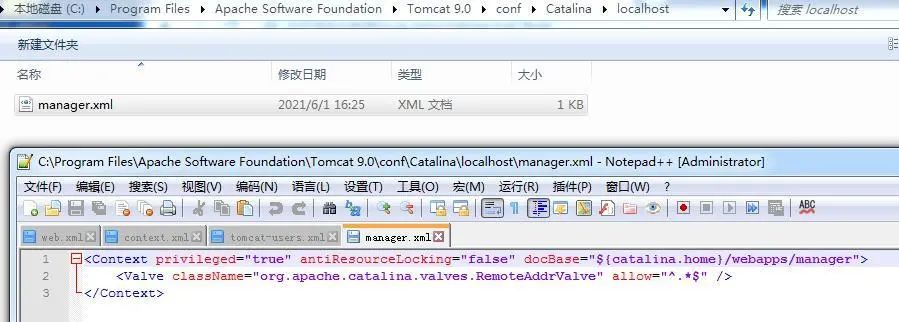 本地磁盘 (C:) ▸ Program Files ▸ Apache Software Foundation ▸ Tomcat 9.0 ▸ conf ▸ Catalina ▸ localhost 搜索 localhost
新建文件夹
名称 修改日期 类型 大小
manager.xml 2021/6/1 16:25 XML 文档 1 KB
C:\Program Files\Apache Software Foundation\Tomcat 9.0\conf\Catalina\localhost\manager.xml - Notepad++ [Administrator]
文件(F) 编辑(E) 搜索(S) 视图(V) 编码(N) 语言(L) 设置(T) 工具(O) 宏(M) 运行(R) 插件(P) 窗口(W) ?
ABC
web.xml context.xml tomcat-users.xml manager.xml
1 <Context privileged="true" antiResourceLocking="false" docBase="${catalina.home}/webapps/manager">
2 <Valve className="org.apache.catalina.valves.RemoteAddrValve" allow="^.*$" />
3 </Context>